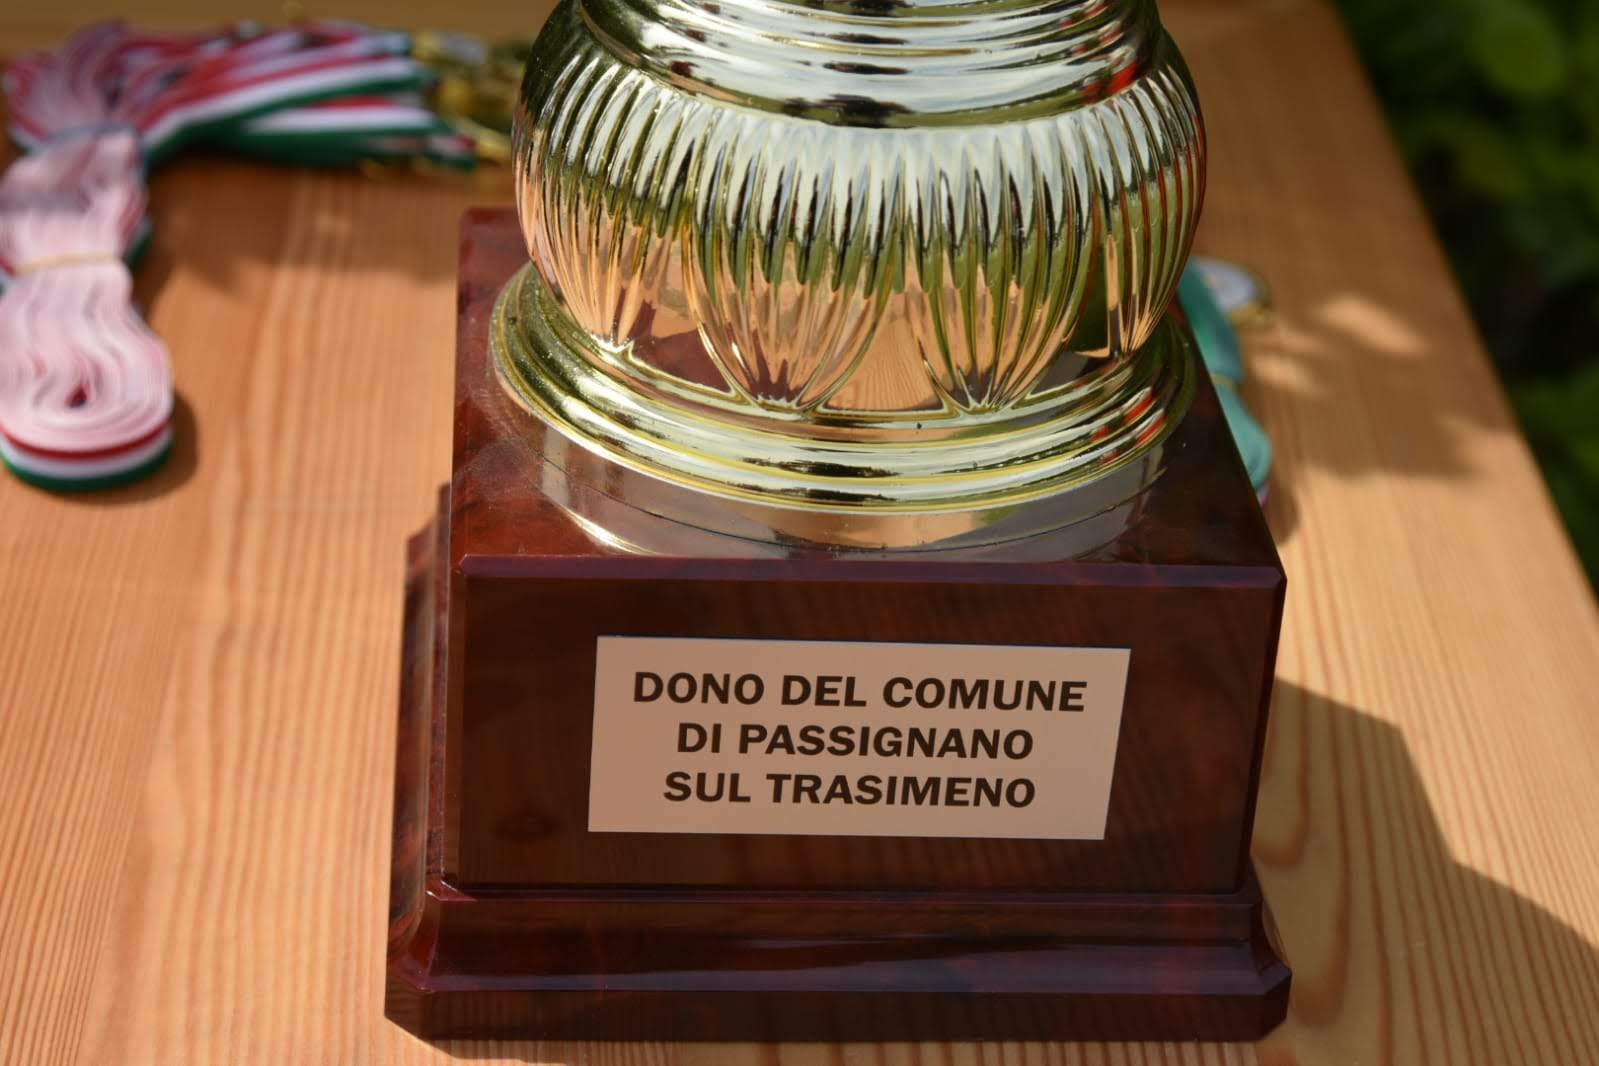 DONO DEL COMUNE
DI PASSIGNANO
SUL TRASIMENO